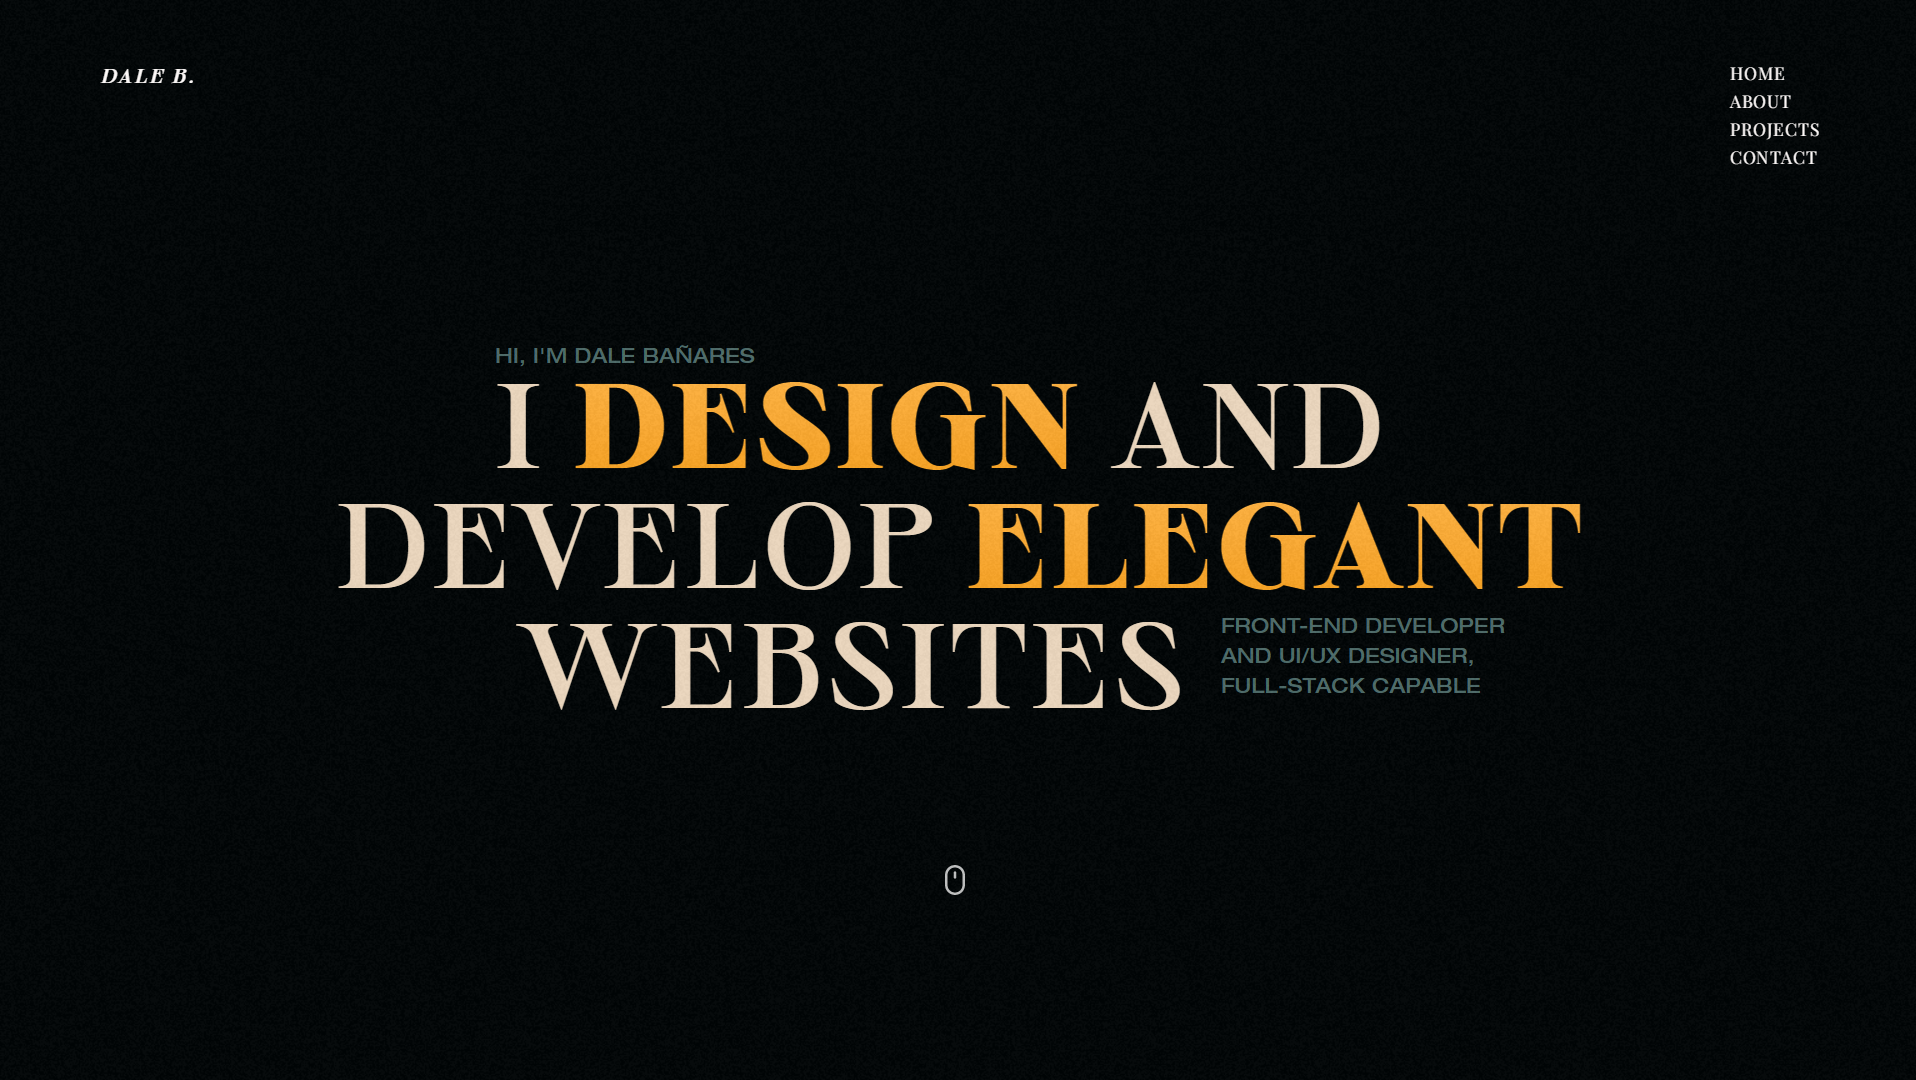 DALE B.
HOME
ABOUT
PROJECTS
CONTACT
HI, I'M DALE BAÑARES
I DESIGN AND
DEVELOP ELEGANT
WEBSITES
FRONT-END DEVELOPER
AND UI/UX DESIGNER,
FULL-STACK CAPABLE